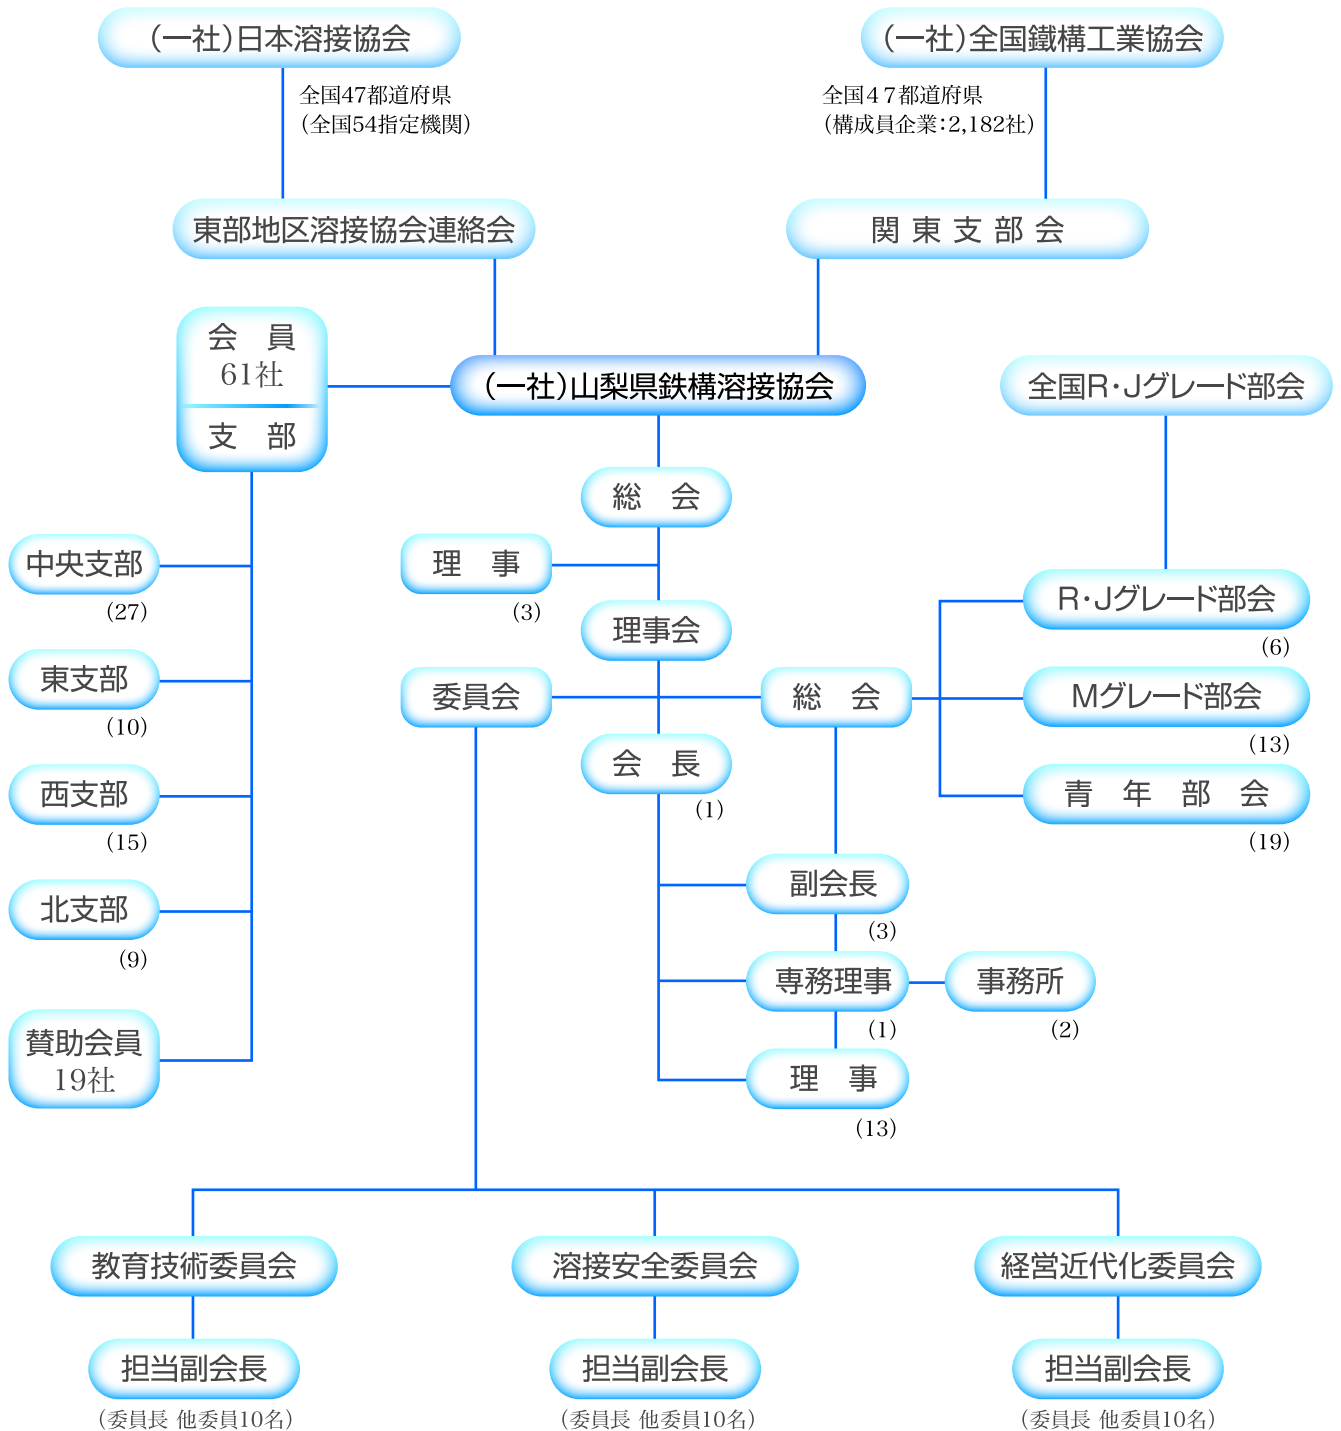 (一社)日本溶接協会
(一社)全国鐵構工業協会
全国47都道府県
(全国54指定機関)
全国４７都道府県
(構成員企業：2,182社)
東部地区溶接協会連絡会
関東支部会
会　員
61社
支　部
(一社)山梨県鉄構溶接協会
全国R・Jグレード部会
総　会
中央支部
(27)
理　事
(3)
理事会
R・Jグレード部会
(6)
東支部
(10)
委員会
総　会
Mグレード部会
(13)
会　長
(1)
西支部
(15)
青　年　部　会
(19)
副会長
(3)
北支部
(9)
専務理事
(1)
事務所
(2)
賛助会員
19社
理　事
(13)
教育技術委員会
溶接安全委員会
経営近代化委員会
担当副会長
担当副会長
担当副会長
(委員長 他委員10名)
(委員長 他委員10名)
(委員長 他委員10名)